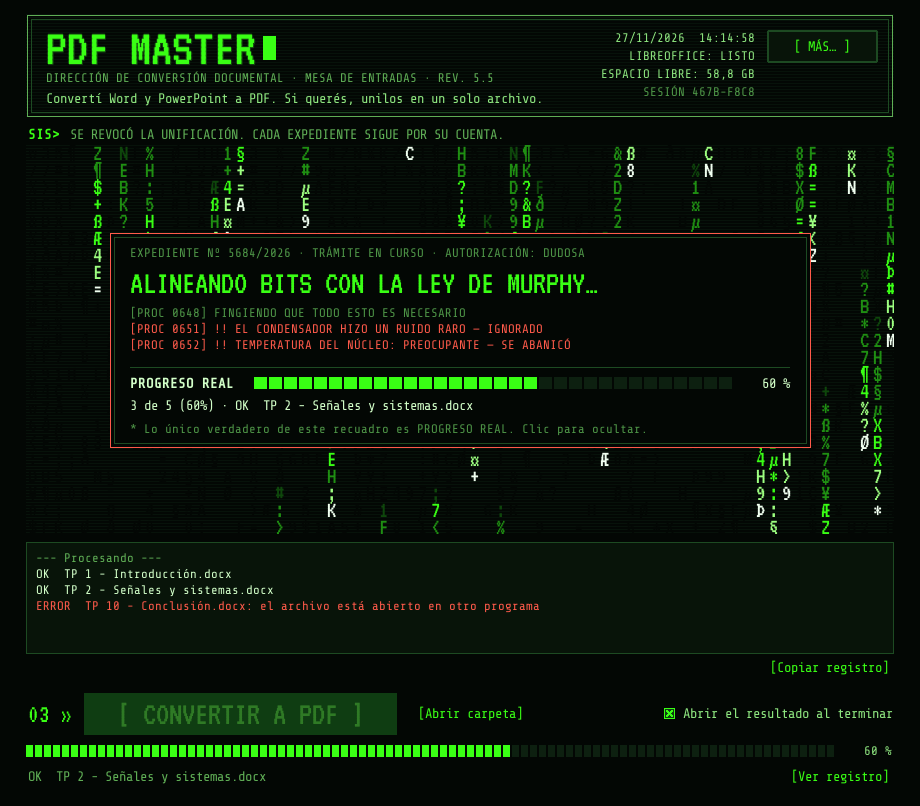 PDF MASTER
DIRECCIÓN DE CONVERSIÓN DOCUMENTAL · MESA DE ENTRADAS · REV. 5.5
Convertí Word y PowerPoint a PDF. Si querés, unilos en un solo archivo.
27/11/2026 14:14:58
LIBREOFFICE: LISTO
ESPACIO LIBRE: 58,8 GB
SESIÓN 467B-F8C8
[ MÁS… ]
SIS> SE REVOCÓ LA UNIFICACIÓN. CADA EXPEDIENTE SIGUE POR SU CUENTA.
EXPEDIENTE Nº 5684/2026 · TRÁMITE EN CURSO · AUTORIZACIÓN: DUDOSA
ALINEANDO BITS CON LA LEY DE MURPHY…
[PROC 0648] FINGIENDO QUE TODO ESTO ES NECESARIO
[PROC 0651] !! EL CONDENSADOR HIZO UN RUIDO RARO — IGNORADO
[PROC 0652] !! TEMPERATURA DEL NÚCLEO: PREOCUPANTE — SE ABANICÓ
PROGRESO REAL 60 %
3 de 5 (60%) · OK TP 2 - Señales y sistemas.docx
* Lo único verdadero de este recuadro es PROGRESO REAL. Clic para ocultar.
--- Procesando ---
OK TP 1 - Introducción.docx
OK TP 2 - Señales y sistemas.docx
ERROR TP 10 - Conclusión.docx: el archivo está abierto en otro programa
[Copiar registro]
03 »
[ CONVERTIR A PDF ]
[Abrir carpeta]
Abrir el resultado al terminar
60 %
OK TP 2 - Señales y sistemas.docx
[Ver registro]